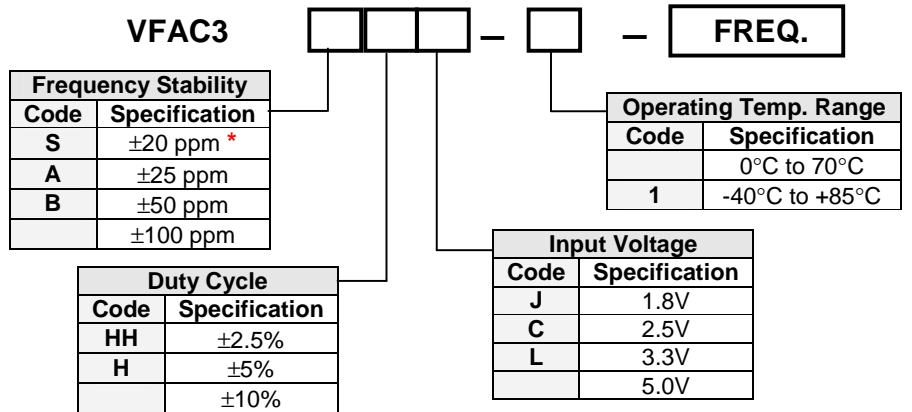 VFAC3 – – FREQ.
Frequency Stability
Code Specification
S ±20 ppm *
A ±25 ppm
B ±50 ppm
±100 ppm
Operating Temp. Range
Code Specification
0°C to 70°C
1 -40°C to +85°C
Duty Cycle
Code Specification
HH ±2.5%
H ±5%
±10%
Input Voltage
Code Specification
J 1.8V
C 2.5V
L 3.3V
5.0V